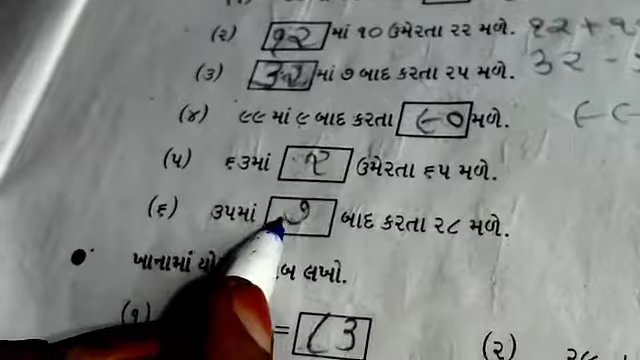 (૨) ૧૨ માં ૧૦ ઉમેરતા ૨૨ મળે. ૧૨ + ૧
(૩) ૩૨ માં ૭ બાદ કરતા ૨૫ મળે. ૩૨ -
(૪) ૯૯ માં ૯ બાદ કરતા ૯૦ મળે. ૯૯
(૫) ૬૩માં ૨ ઉમેરતા ૬૫ મળે.
(૬) ૩૫માં ૭ બાદ કરતા ૨૮ મળે.
ખાનામાં લખો.
(૧) = ૮૩
(૨)